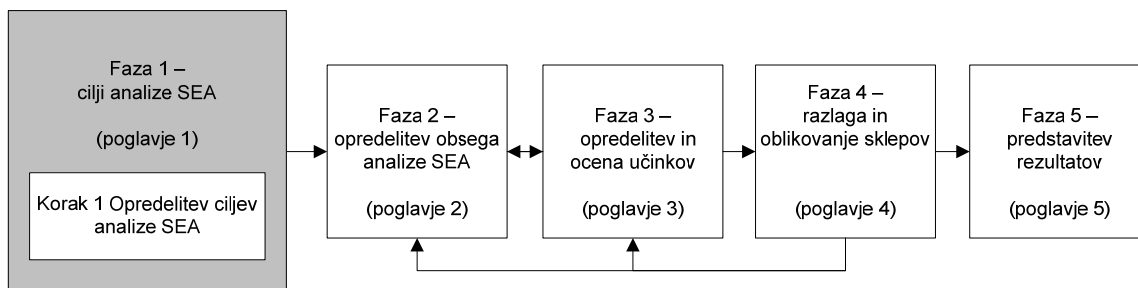 Faza 1 –
cilji analize SEA
(poglavje 1)
Korak 1 Opredelitev ciljev
analize SEA
Faza 2 –
opredelitev obsega
analize SEA
(poglavje 2)
Faza 3 –
opredelitev in
ocena učinkov
(poglavje 3)
Faza 4 –
razlaga in
oblikovanje sklepov
(poglavje 4)
Faza 5 –
predstavitev
rezultatov
(poglavje 5)